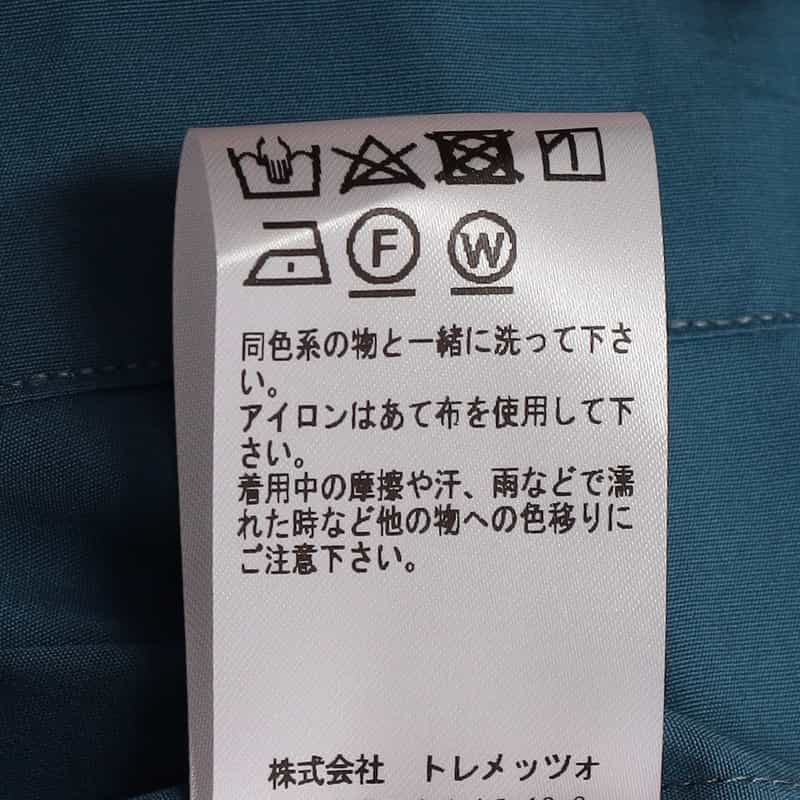 F W
同色系の物と一緒に洗って下さ
い。
アイロンはあて布を使用して下
さい。
着用中の摩擦や汗、雨などで濡
れた時など他の物への色移りに
ご注意下さい。
株式会社 トレメッツォ